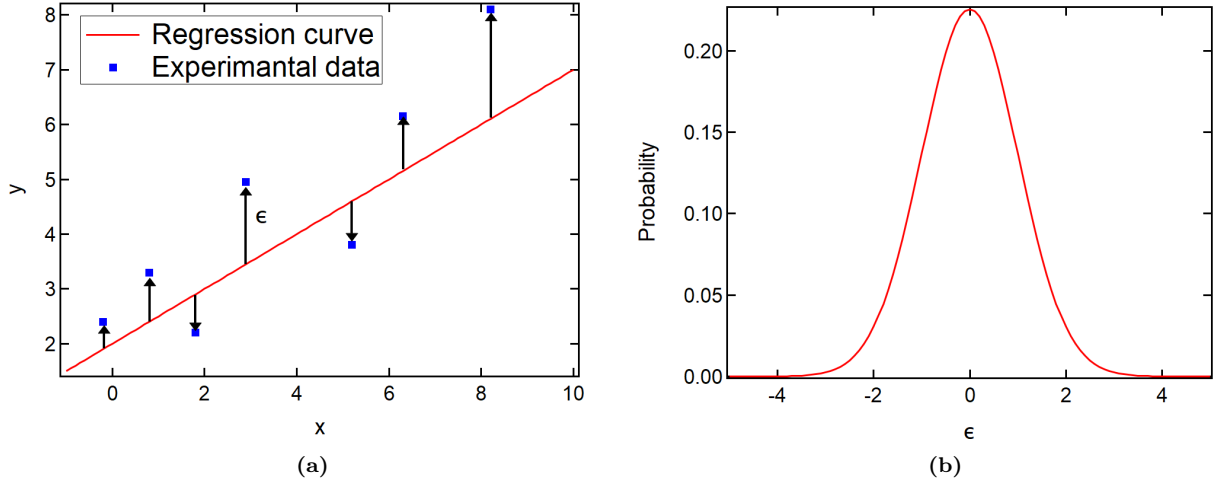 Regression curve
Experimantal data
8
7
6
5
4
3
2
y
ϵ
0 2 4 6 8 10
x
(a)
0.20
0.15
0.10
0.05
0.00
Probability
-4 -2 0 2 4
ϵ
(b)